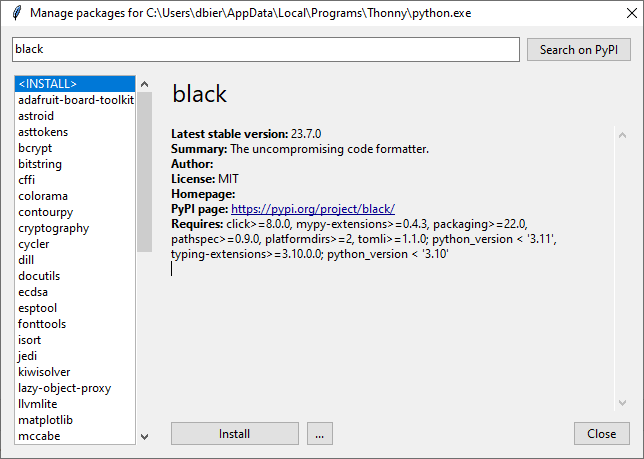 Manage packages for C:\Users\dbier\AppData\Local\Programs\Thonny\python.exe
black
Search on PyPI
<INSTALL>
adafruit-board-toolkit
astroid
asttokens
bcrypt
bitstring
cffi
colorama
contourpy
cryptography
cycler
dill
docutils
ecdsa
esptool
fonttools
isort
jedi
kiwisolver
lazy-object-proxy
llvmlite
matplotlib
mccabe
black
Latest stable version: 23.7.0
Summary: The uncompromising code formatter.
Author:
License: MIT
Homepage:
PyPI page: https://pypi.org/project/black/
Requires: click>=8.0.0, mypy-extensions>=0.4.3, packaging>=22.0,
pathspec>=0.9.0, platformdirs>=2, tomli>=1.1.0; python_version < '3.11',
typing-extensions>=3.10.0.0; python_version < '3.10'
Install
...
Close